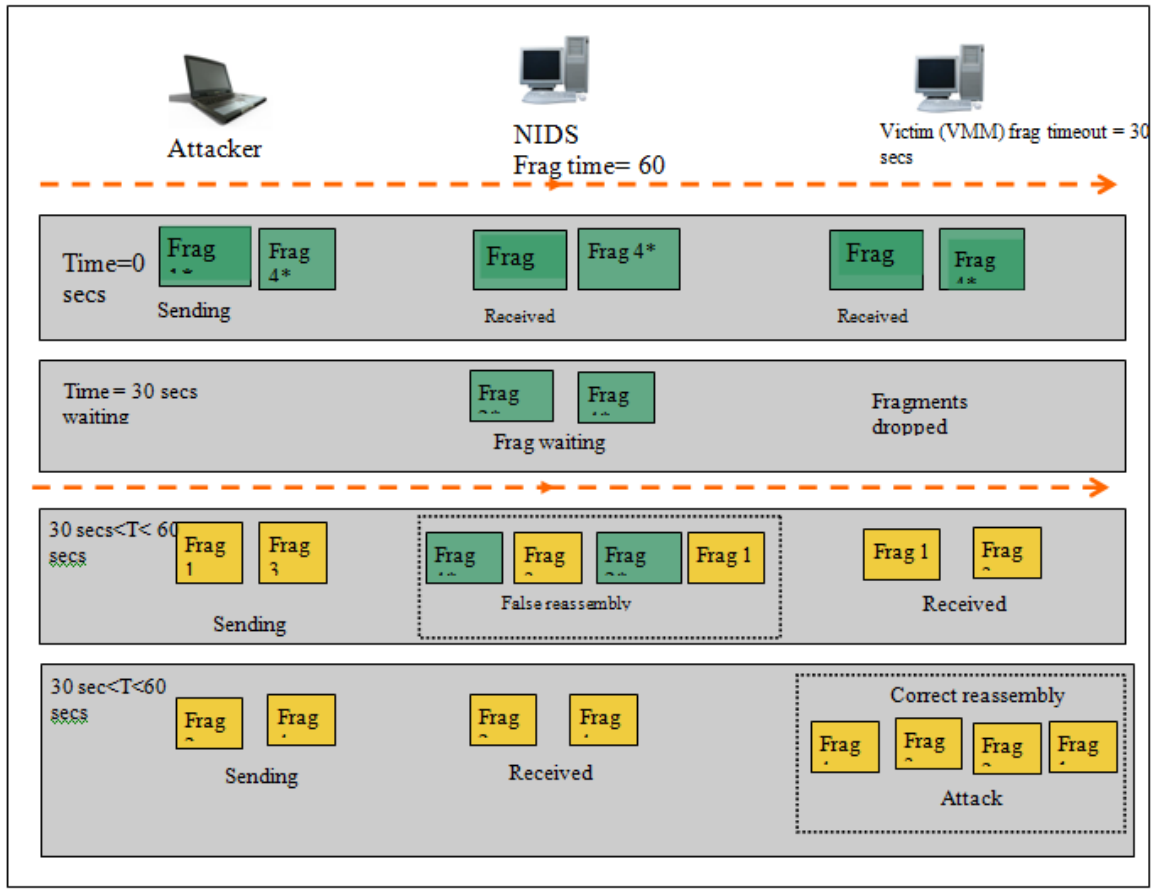 Attacker
NIDS
Frag time= 60
Victim (VMM) frag timeout = 30
secs
Time=0
secs
Frag
Frag
4*
Sending
Frag
Frag 4*
Received
Frag
Frag
4*
Received
Time = 30 secs
waiting
Frag
Frag
Frag waiting
Fragments
dropped
30 secs<T< 60
secs
Frag
1
Frag
3
Sending
Frag
Frag
Frag
Frag 1
False reassembly
Frag 1
Frag
Received
30 sec<T<60
secs
Frag
Frag
Sending
Frag
Frag
Received
Correct reassembly
Frag
Frag
Frag
Frag
Attack